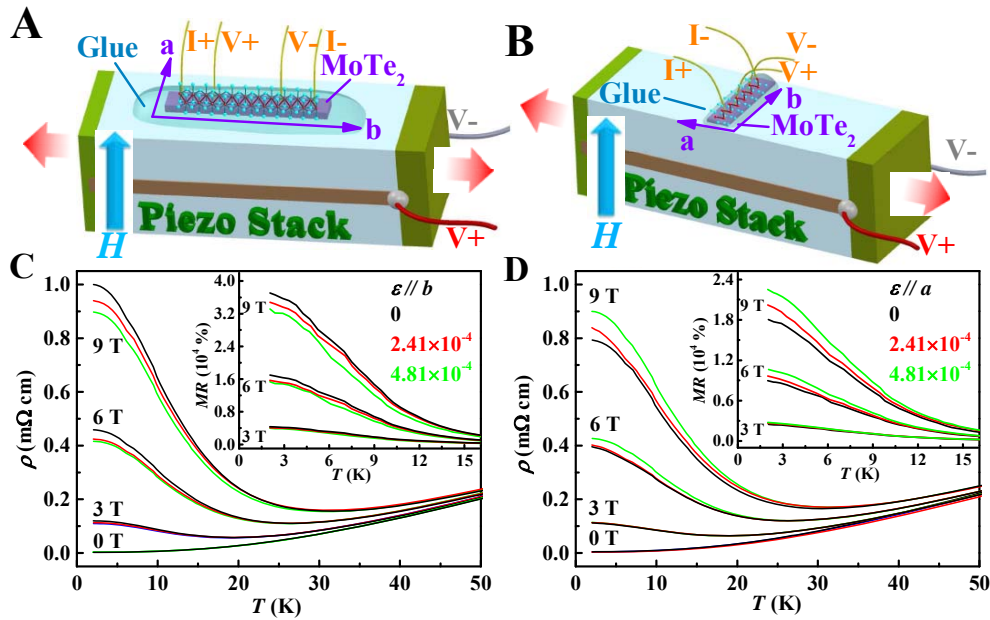 A
Glue
a
I+ V+ V- I-
MoTe₂
b
V-
Piezo Stack
H
V+
B
I-
V-
I+
V+
Glue
b
a
MoTe₂
V-
Piezo Stack
H
V+
C
ρ (mΩ cm)
1.0
0.8
0.6
0.4
0.2
0.0
9 T
6 T
3 T
0 T
0 10 20 30 40 50
T (K)
MR (10⁴ %)
4.8
3.6
2.4
1.2
0.0
9 T
6 T
3 T
3 6 9 12 15
T (K)
ε // b
0
2.41×10⁻⁴
4.81×10⁻⁴
D
ρ (mΩ cm)
1.0
0.8
0.6
0.4
0.2
0.0
9 T
6 T
3 T
0 T
0 10 20 30 40 50
T (K)
MR (10⁴ %)
2.4
1.8
1.2
0.6
0.0
9 T
6 T
3 T
0 3 6 9 12 15
T (K)
ε // a
0
2.41×10⁻⁴
4.81×10⁻⁴